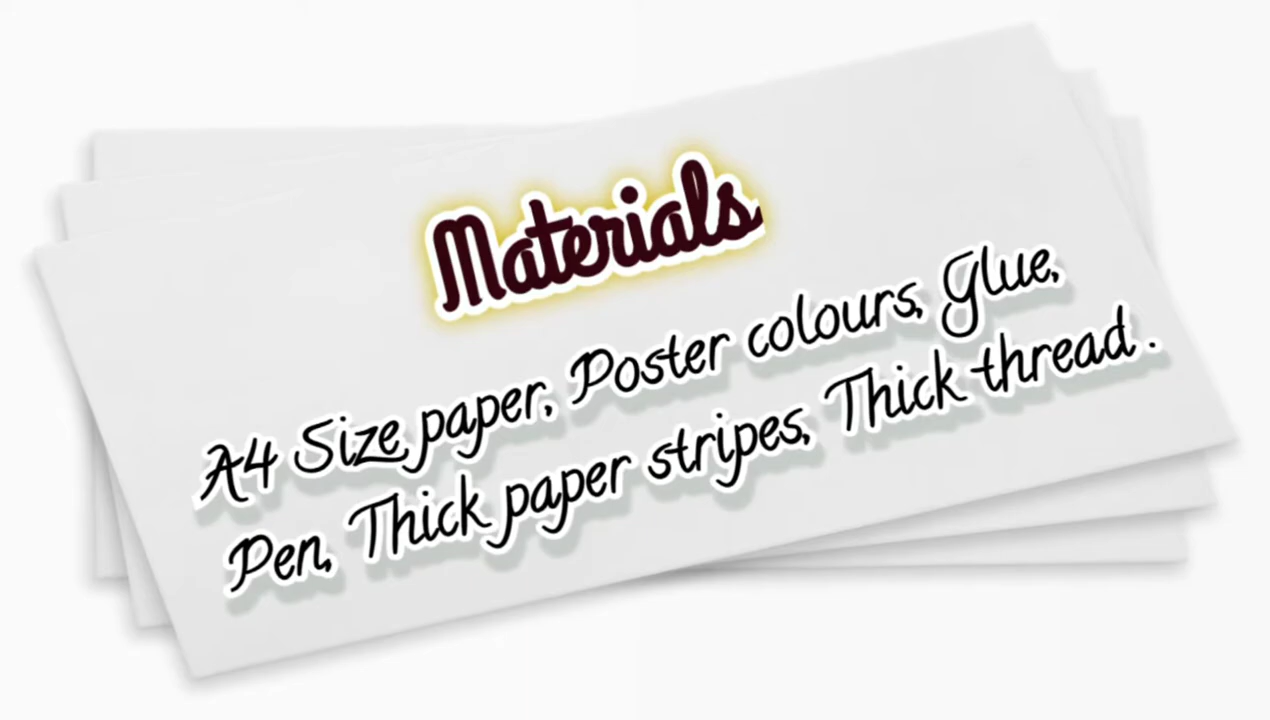 Materials
A4 Size paper, Poster colours, Glue,
Pen, Thick paper stripes, Thick thread.